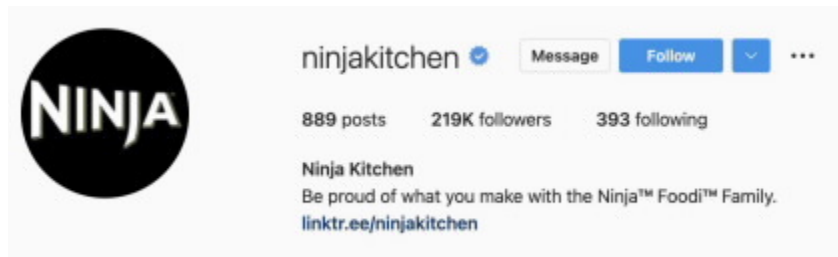 NINJA
ninjakitchen Message Follow
889 posts 219K followers 393 following
Ninja Kitchen
Be proud of what you make with the Ninja™ Foodi™ Family.
linktr.ee/ninjakitchen